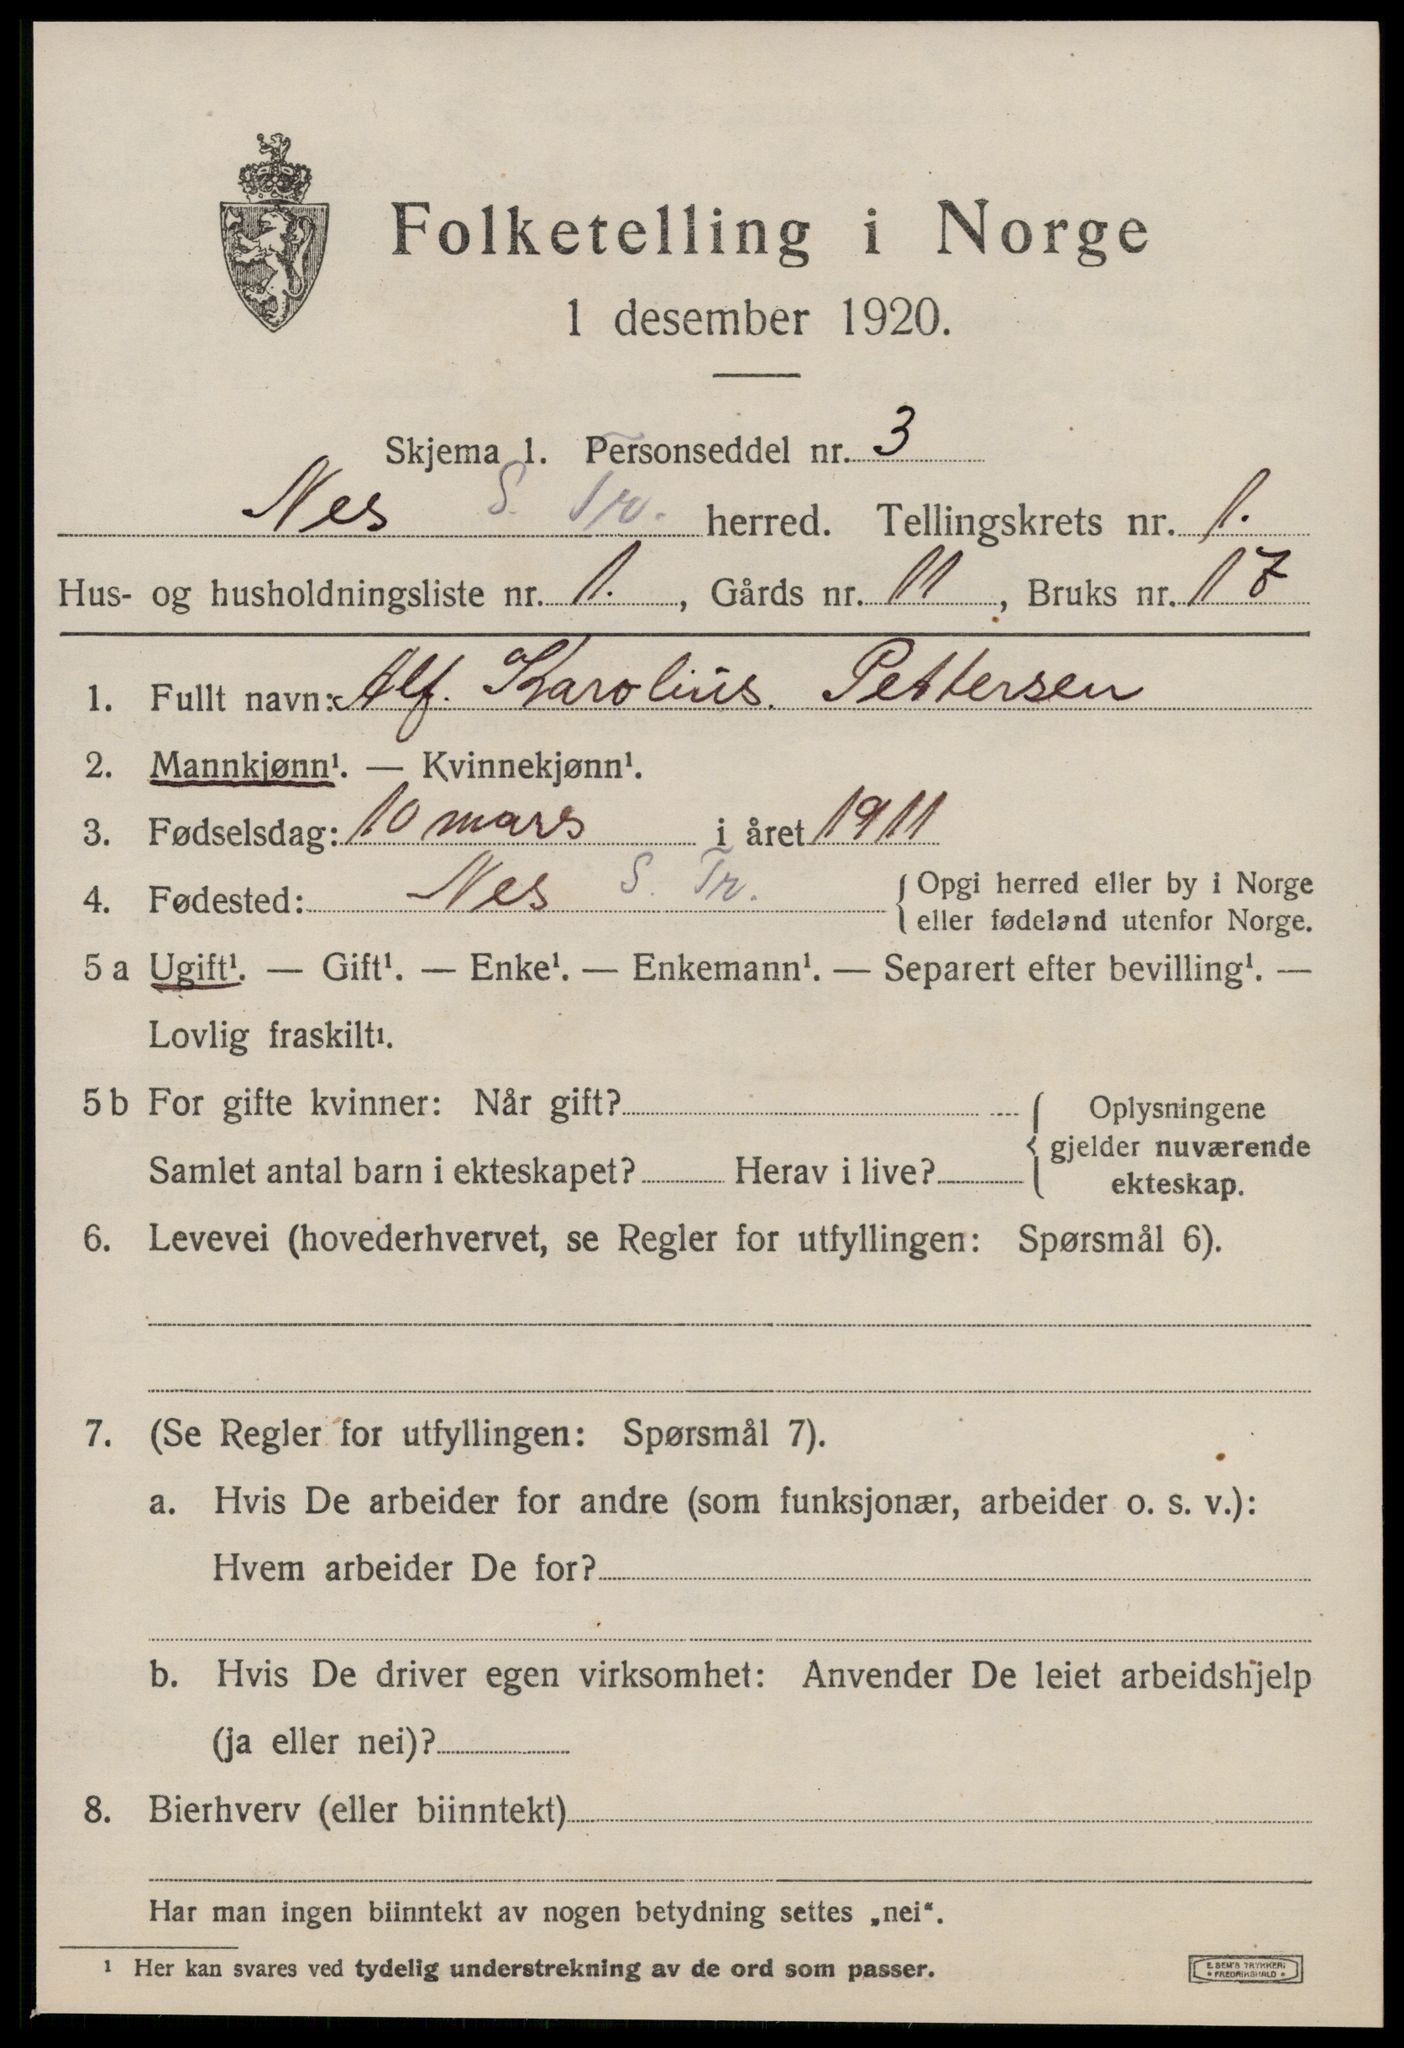 Folketelling i Norge
1 desember 1920.
Skjema 1. Personseddel nr. 3
Nes S. Tr. herred. Tellingskrets nr. 1.
Hus- og husholdningsliste nr. 1., Gårds nr. 11, Bruks nr. 17
1. Fullt navn: Alf. Karolius. Pettersen
2. Mannkjønn¹. — Kvinnekjønn¹.
3. Fødselsdag: 10 mars i året 1911
4. Fødested: Nes S. Tr. { Opgi herred eller by i Norge
eller fødeland utenfor Norge.
5 a Ugift¹. — Gift¹. — Enke¹. — Enkemann¹. — Separert efter bevilling¹. —
Lovlig fraskilt¹.
5 b For gifte kvinner: Når gift? { Oplysningene
gjelder nuværende
Samlet antal barn i ekteskapet? Herav i live? ekteskap.
6. Levevei (hovederhvervet, se Regler for utfyllingen: Spørsmål 6).
7. (Se Regler for utfyllingen: Spørsmål 7).
a. Hvis De arbeider for andre (som funksjonær, arbeider o. s. v.):
Hvem arbeider De for?
b. Hvis De driver egen virksomhet: Anvender De leiet arbeidshjelp
(ja eller nei)?
8. Bierhverv (eller biinntekt)
Har man ingen biinntekt av nogen betydning settes „nei“.
¹ Her kan svares ved tydelig understrekning av de ord som passer.
E. SEM'S TRYKKERI
FREDRIKSHALD